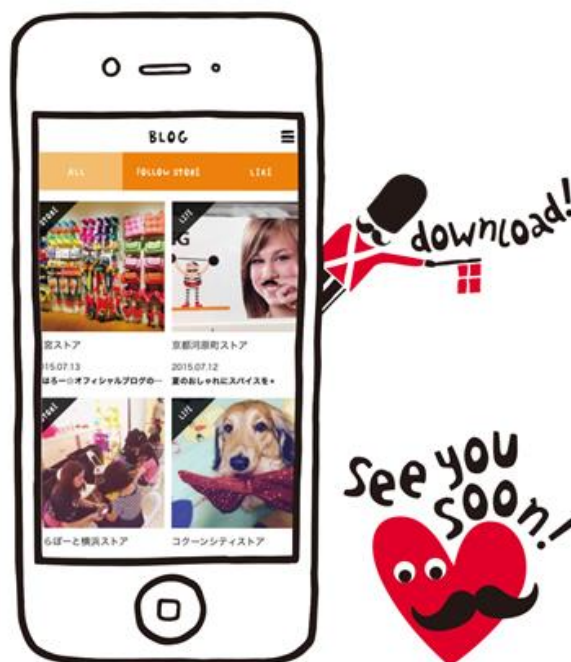 BLOG
ALL
FOLLOW STORE
LIKE
STORE
LIFE
宮ストア
京都河原町ストア
2015.07.13
2015.07.12
はろー☆オフィシャルブログの…
夏のおしゃれにスパイスを*
STORE
LIFE
らぽーと横浜ストア
コクーンシティストア
download!
see you
soon!